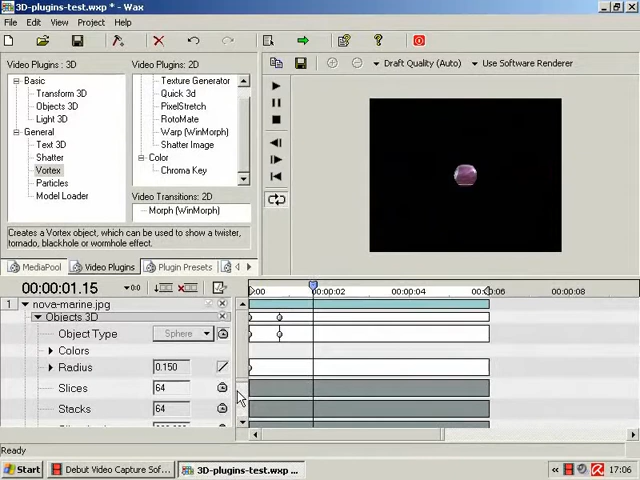 3D-plugins-test.wxp * - Wax
File Edit View Project Help
Video Plugins : 3D
Basic
Transform 3D
Objects 3D
Light 3D
General
Text 3D
Shatter
Vortex
Particles
Model Loader
Video Plugins: 2D
Texture Generator
Quick 3d
PixelStretch
RotoMate
Warp (WinMorph)
Shatter Image
Color
Chroma Key
Video Transitions: 2D
Morph (WinMorph)
Creates a Vortex object, which can be used to show a twister, tornado, blackhole or wormhole effect.
MediaPool Video Plugins Plugin Presets
Draft Quality (Auto) Use Software Renderer
00:00:01.15
:00 00:00:02 00:00:04 00:00:08
1 nova-marine.jpg
Objects 3D
Object Type Sphere
Colors
Radius 0.150
Slices 64
Stacks 64
Ready
Start Debut Video Capture Sof... 3D-plugins-test.wxp ... 17:06